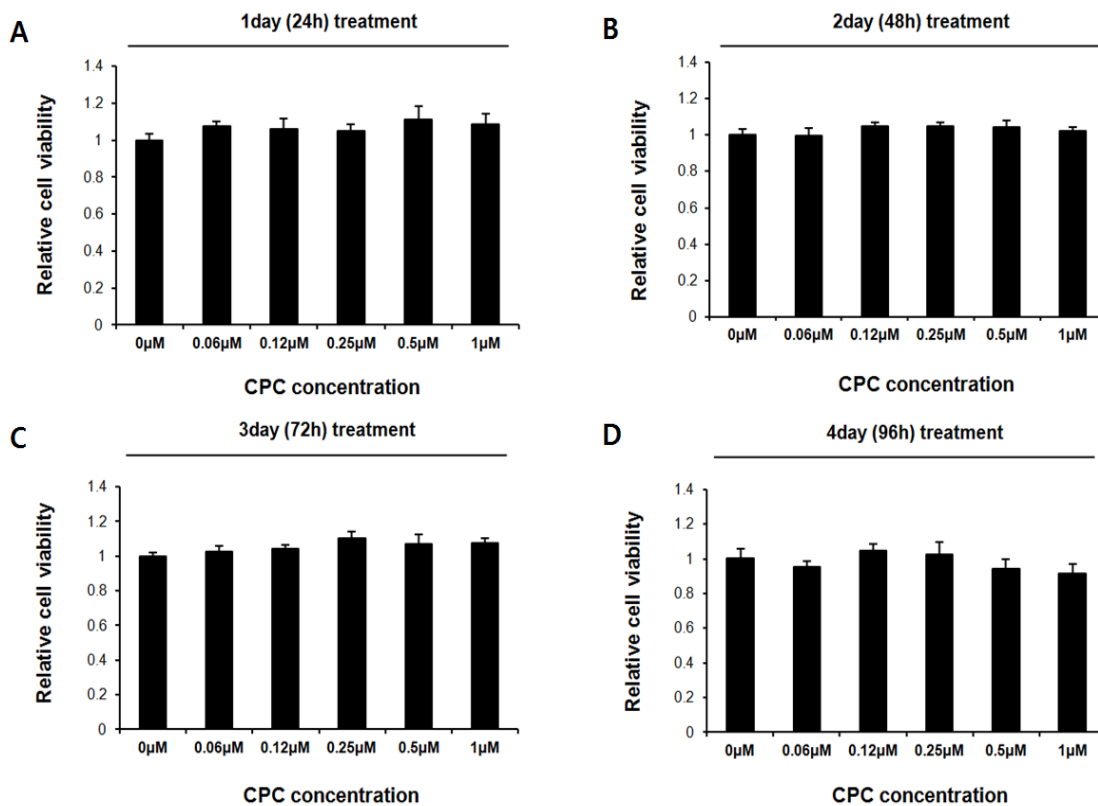 A
1day (24h) treatment
Relative cell viability
1.4
1.2
1
0.8
0.6
0.4
0.2
0
0µM 0.06µM 0.12µM 0.25µM 0.5µM 1µM
CPC concentration
B
2day (48h) treatment
Relative cell viability
1.4
1.2
1
0.8
0.6
0.4
0.2
0
0µM 0.06µM 0.12µM 0.25µM 0.5µM 1µM
CPC concentration
C
3day (72h) treatment
Relative cell viability
1.4
1.2
1
0.8
0.6
0.4
0.2
0
0µM 0.06µM 0.12µM 0.25µM 0.5µM 1µM
CPC concentration
D
4day (96h) treatment
Relative cell viability
1.4
1.2
1
0.8
0.6
0.4
0.2
0
0µM 0.06µM 0.12µM 0.25µM 0.5µM 1µM
CPC concentration